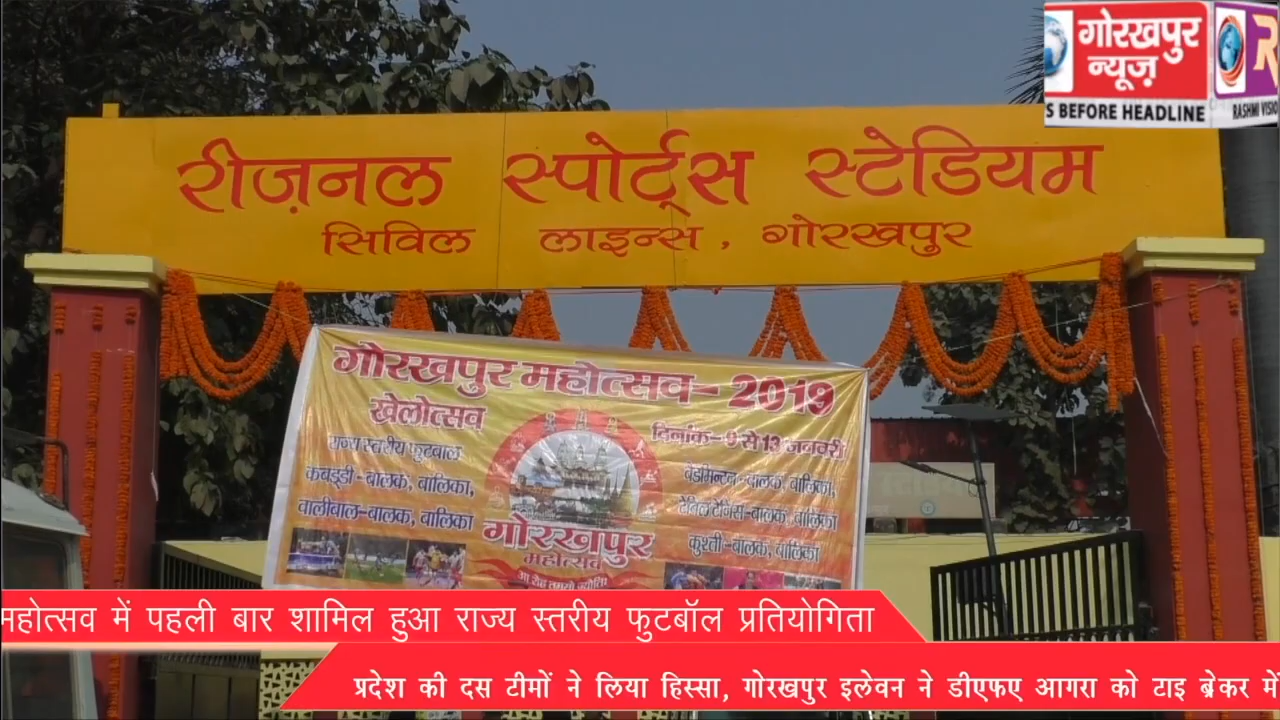 गोरखपुर
न्यूज़
S BEFORE HEADLINE
R
RASHMI VISIO
रीज़नल स्पोर्ट्स स्टेडियम
सिविल लाइन्स , गोरखपुर
गोरखपुर महोत्सव- 2019
खेलोत्सव
दिनांक-9 से 13 जनवरी
राज्य स्तरीय फुटबाल
कबड्डी-बालक, बालिका,
वालीबाल-बालक, बालिका
बेडमिन्टन-बालक, बालिका,
टेबिल टेनिस-बालक, बालिका
कुश्ती-बालक, बालिका
गोरखपुर
महोत्सव
महोत्सव में पहली बार शामिल हुआ राज्य स्तरीय फुटबॉल प्रतियोगिता
प्रदेश की दस टीमों ने लिया हिस्सा, गोरखपुर इलेवन ने डीएफए आगरा को टाइ ब्रेकर में